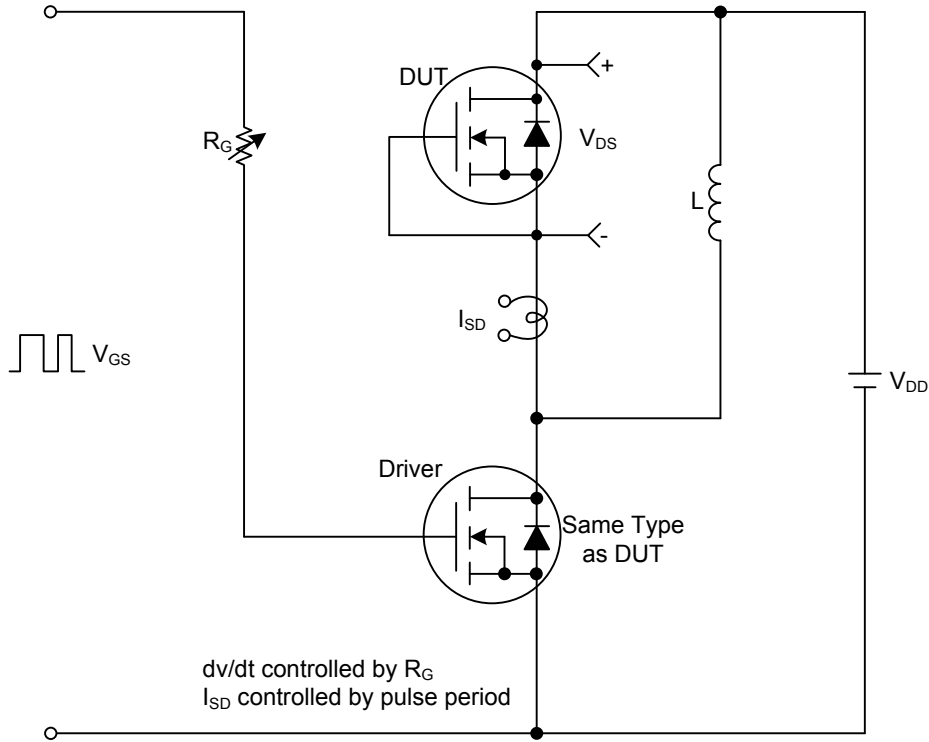 DUT
+
R_G
V_DS
L
-
I_SD
V_GS
V_DD
Driver
Same Type
as DUT
dv/dt controlled by R_G
I_SD controlled by pulse period